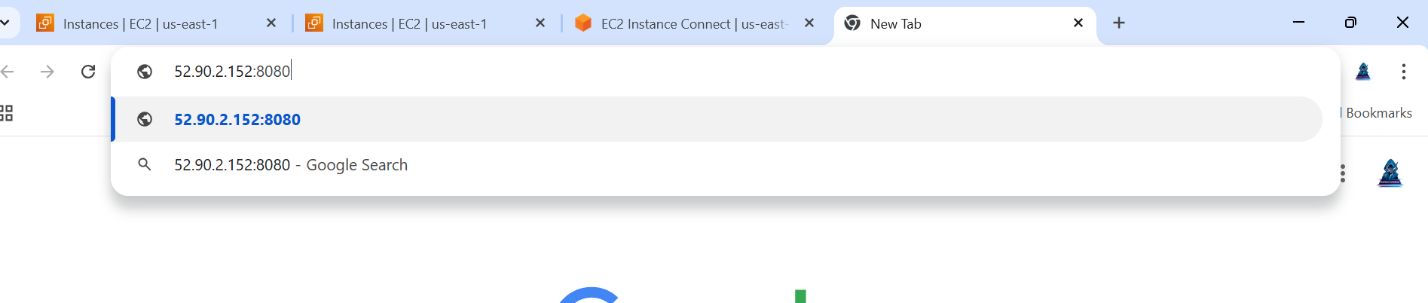 Instances | EC2 | us-east-1
Instances | EC2 | us-east-1
EC2 Instance Connect | us-east-
New Tab
52.90.2.152:8080
52.90.2.152:8080
52.90.2.152:8080 - Google Search
Bookmarks